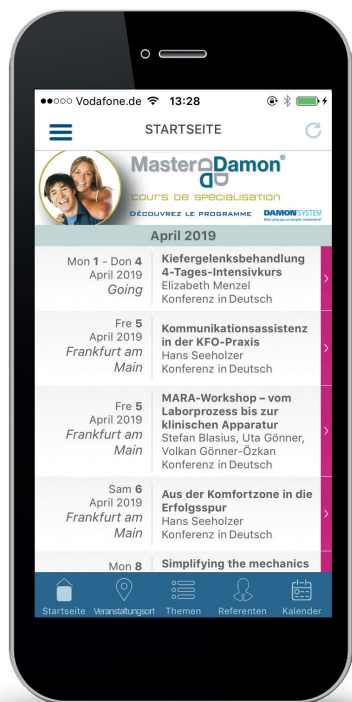 Vodafone.de 13:28
STARTSEITE
MasterDamon®
COURS DE SPÉCIALISATION
DÉCOUVREZ LE PROGRAMME DAMON®SYSTEM
April 2019
Mon 1 - Don 4
April 2019
Going
Kiefergelenksbehandlung
4-Tages-Intensivkurs
Elizabeth Menzel
Konferenz in Deutsch
Fre 5
April 2019
Frankfurt am
Main
Kommunikationsassistenz
in der KFO-Praxis
Hans Seeholzer
Konferenz in Deutsch
Fre 5
April 2019
Frankfurt am
Main
MARA-Workshop – vom
Laborprozess bis zur
klinischen Apparatur
Stefan Blasius, Uta Gönner,
Volkan Gönner-Özkan
Konferenz in Deutsch
Sam 6
April 2019
Frankfurt am
Main
Aus der Komfortzone in die
Erfolgsspur
Hans Seeholzer
Konferenz in Deutsch
Mon 8
Simplifying the mechanics
Startseite Veranstaltungsort Themen Referenten Kalender